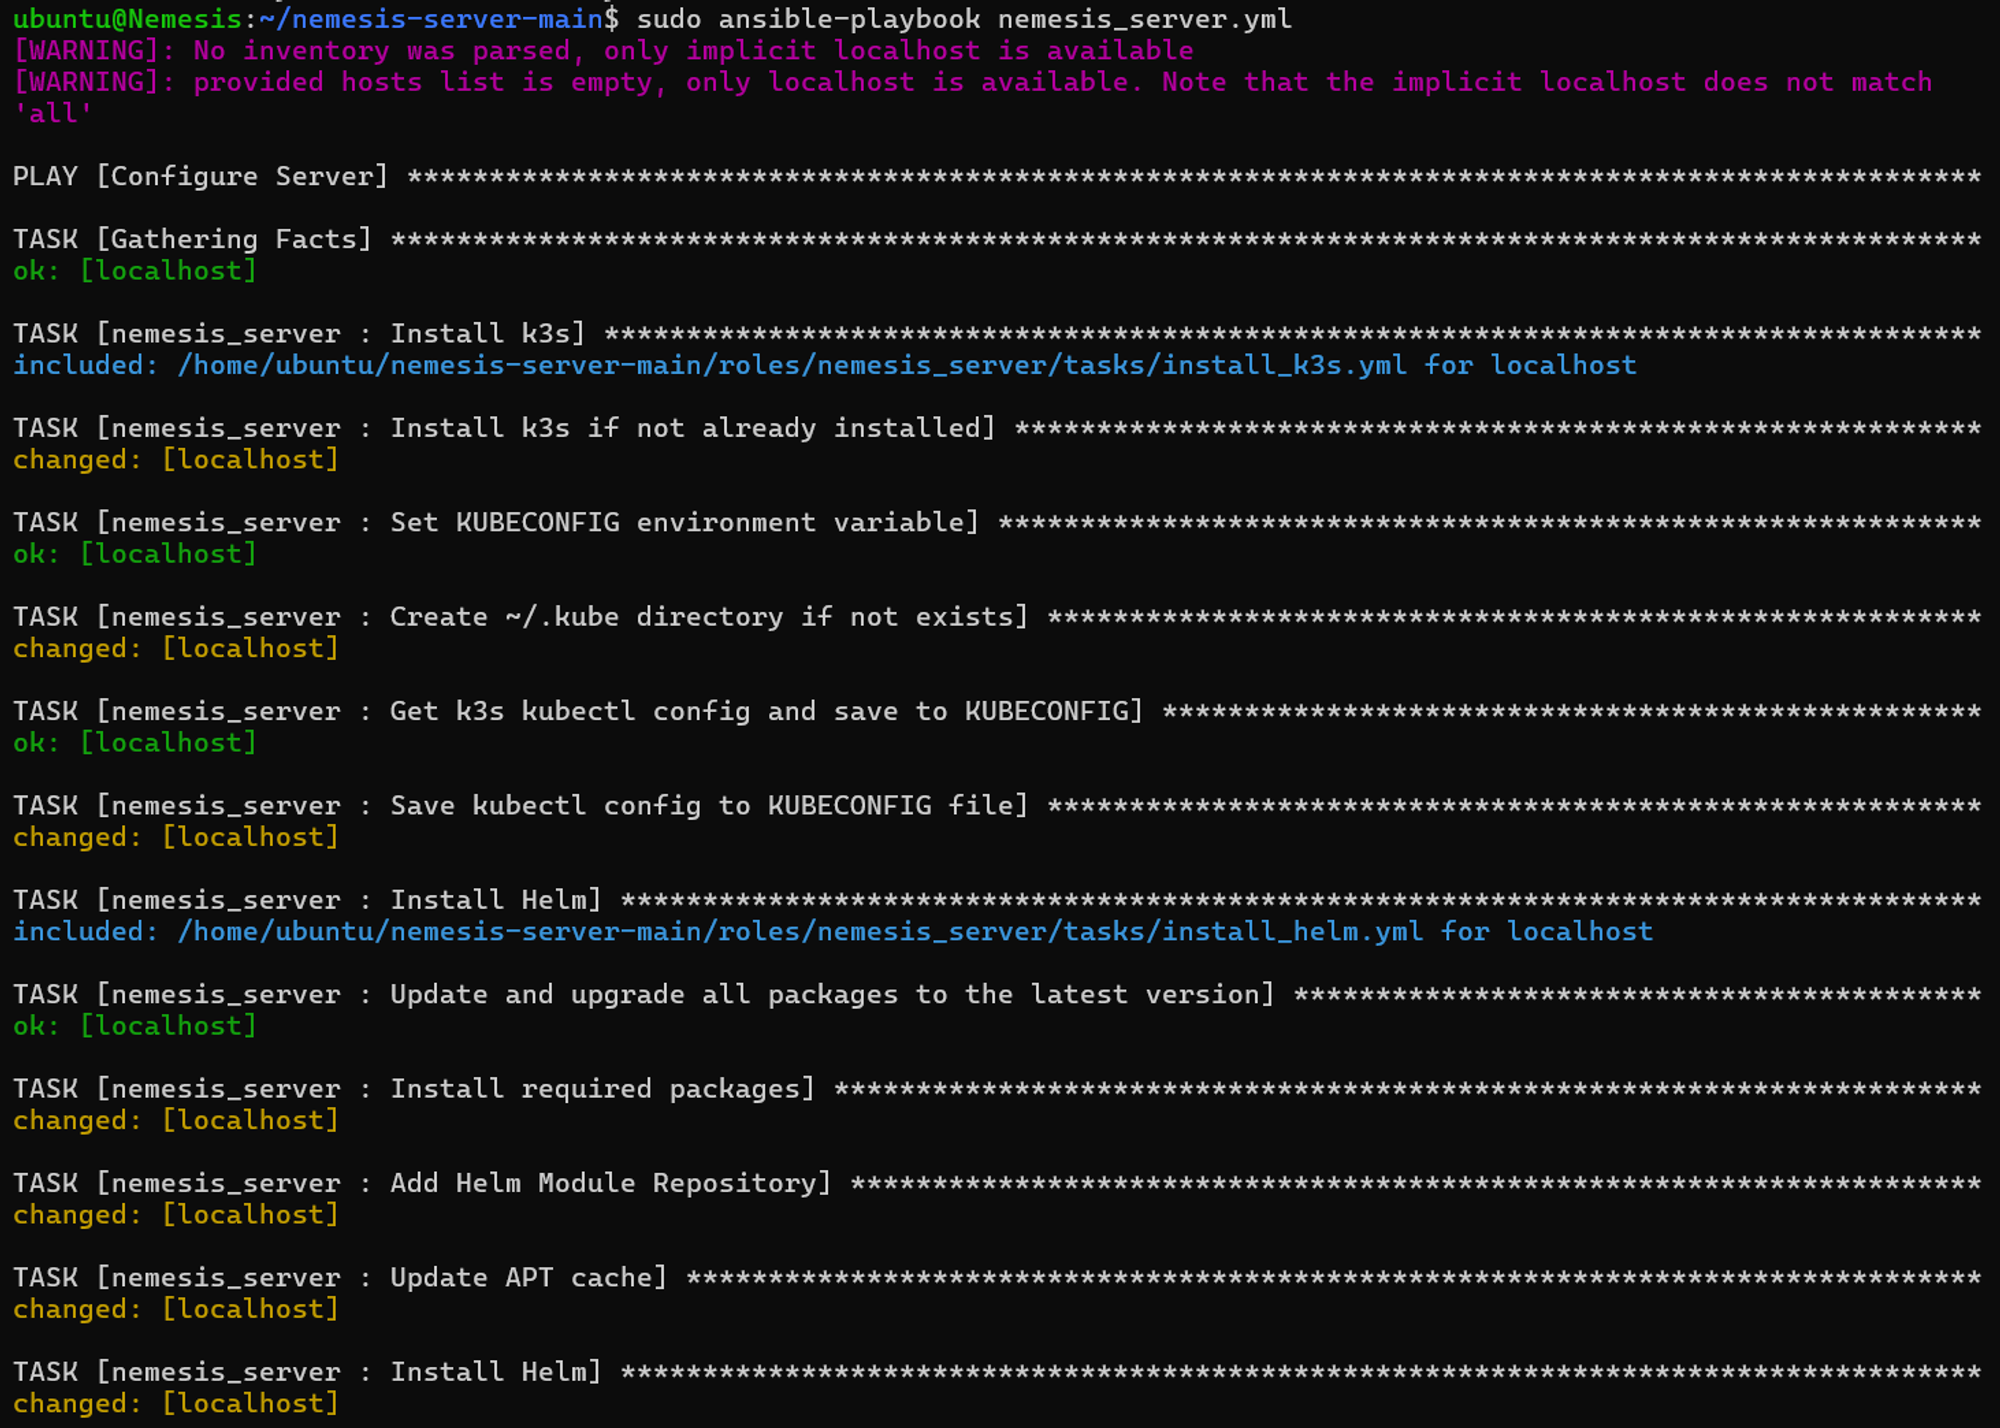 ubuntu@Nemesis:~/nemesis-server-main$ sudo ansible-playbook nemesis_server.yml
[WARNING]: No inventory was parsed, only implicit localhost is available
[WARNING]: provided hosts list is empty, only localhost is available. Note that the implicit localhost does not match
'all'
PLAY [Configure Server] ************************************************************************************************
TASK [Gathering Facts] *************************************************************************************************
ok: [localhost]
TASK [nemesis_server : Install k3s] ************************************************************************************
included: /home/ubuntu/nemesis-server-main/roles/nemesis_server/tasks/install_k3s.yml for localhost
TASK [nemesis_server : Install k3s if not already installed] ***********************************************************
changed: [localhost]
TASK [nemesis_server : Set KUBECONFIG environment variable] ************************************************************
ok: [localhost]
TASK [nemesis_server : Create ~/.kube directory if not exists] *********************************************************
changed: [localhost]
TASK [nemesis_server : Get k3s kubectl config and save to KUBECONFIG] **************************************************
ok: [localhost]
TASK [nemesis_server : Save kubectl config to KUBECONFIG file] *********************************************************
changed: [localhost]
TASK [nemesis_server : Install Helm] ***********************************************************************************
included: /home/ubuntu/nemesis-server-main/roles/nemesis_server/tasks/install_helm.yml for localhost
TASK [nemesis_server : Update and upgrade all packages to the latest version] ******************************************
ok: [localhost]
TASK [nemesis_server : Install required packages] **********************************************************************
changed: [localhost]
TASK [nemesis_server : Add Helm Module Repository] *********************************************************************
changed: [localhost]
TASK [nemesis_server : Update APT cache] *******************************************************************************
changed: [localhost]
TASK [nemesis_server : Install Helm] ***********************************************************************************
changed: [localhost]